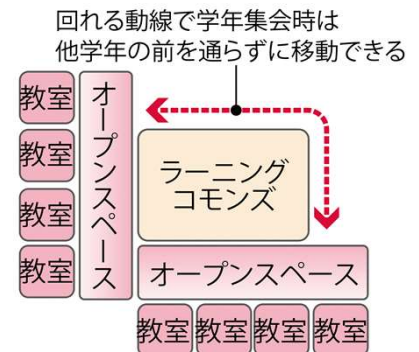 回れる動線で学年集会時は
他学年の前を通らずに移動できる
教室
教室
教室
教室
オープンスペース
ラーニング
コモンズ
オープンスペース
教室
教室
教室
教室